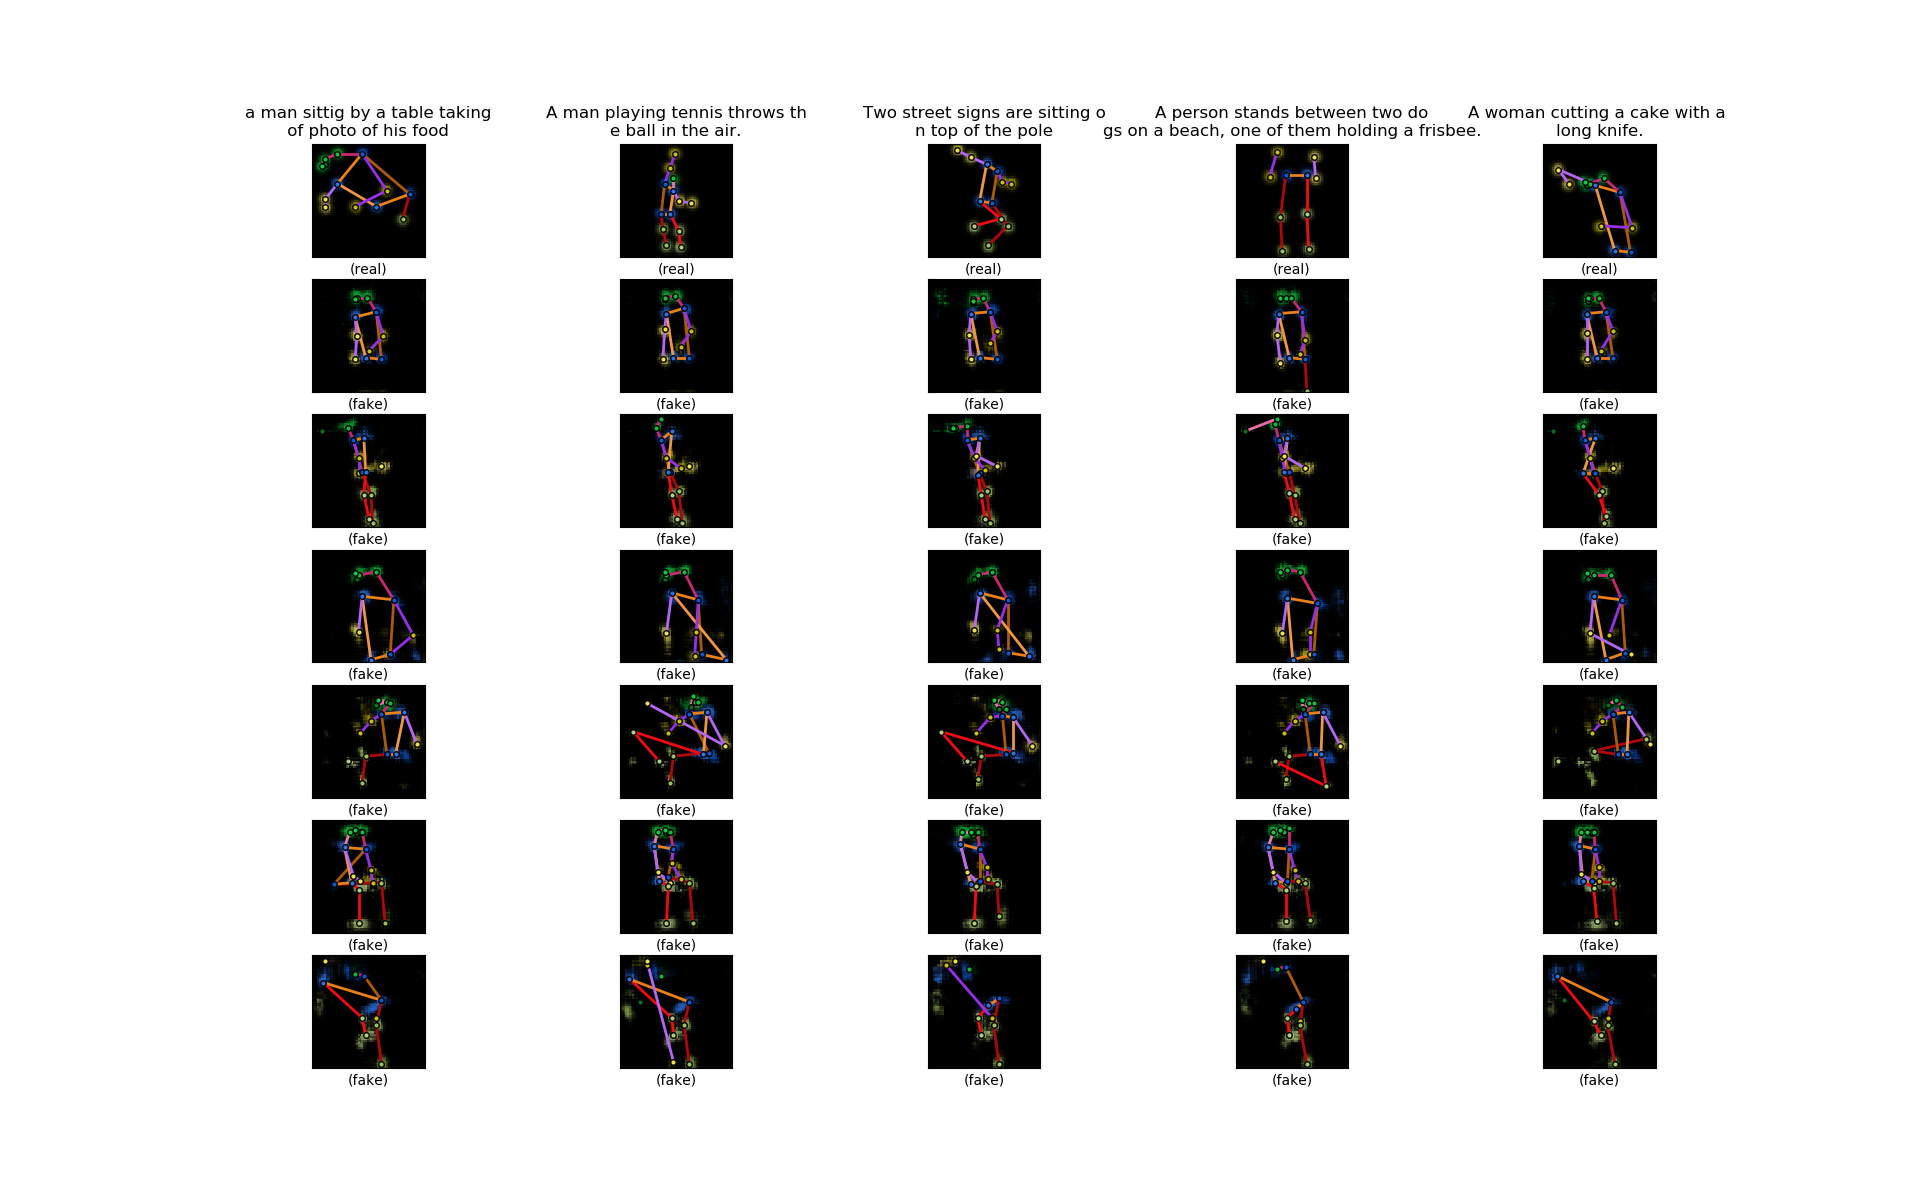 a man sittig by a table taking
of photo of his food
A man playing tennis throws th
e ball in the air.
Two street signs are sitting o
n top of the pole
A person stands between two do
gs on a beach, one of them holding a frisbee.
A woman cutting a cake with a
long knife.
(real) (real) (real) (real) (real)
(fake) (fake) (fake) (fake) (fake)
(fake) (fake) (fake) (fake) (fake)
(fake) (fake) (fake) (fake) (fake)
(fake) (fake) (fake) (fake) (fake)
(fake) (fake) (fake) (fake) (fake)
(fake) (fake) (fake) (fake) (fake)